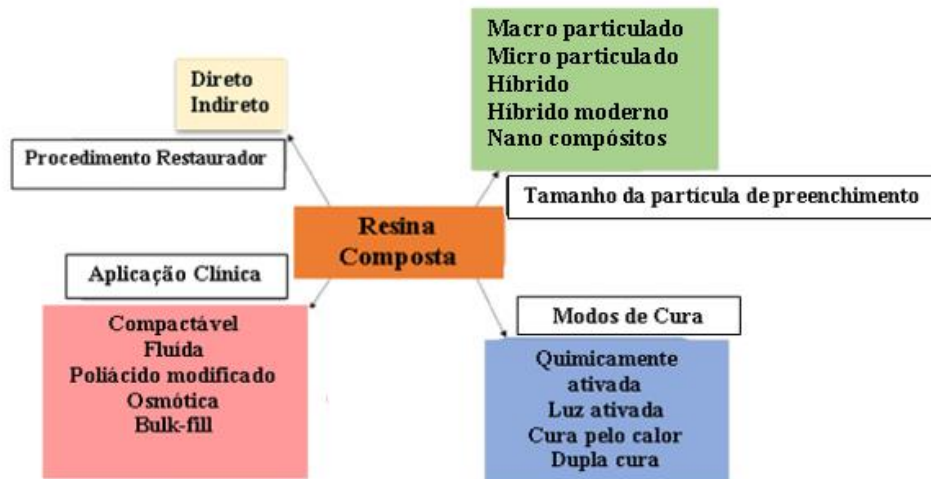 Direto
Indireto
Procedimento Restaurador
Macro particulado
Micro particulado
Híbrido
Híbrido moderno
Nano compósitos
Tamanho da partícula de preenchimento
Resina
Composta
Aplicação Clínica
Compactável
Fluída
Poliácido modificado
Osmótica
Bulk-fill
Modos de Cura
Quimicamente
ativada
Luz ativada
Cura pelo calor
Dupla cura